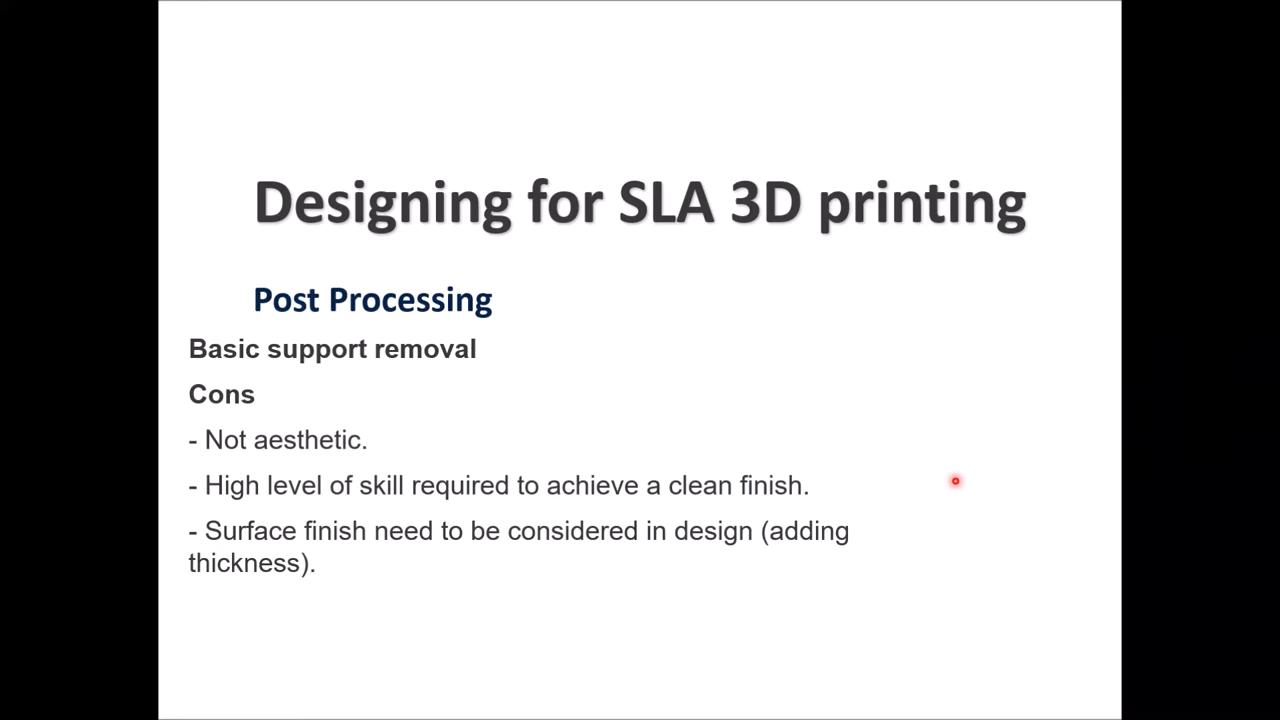 Designing for SLA 3D printing
Post Processing
Basic support removal
Cons
- Not aesthetic.
- High level of skill required to achieve a clean finish.
- Surface finish need to be considered in design (adding
thickness).